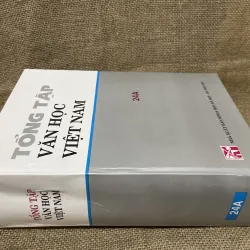 TỔNG TẬP
VĂN HỌC
VIỆT NAM
24A
TỔNG TẬP
VĂN HỌC
VIỆT NAM
24A